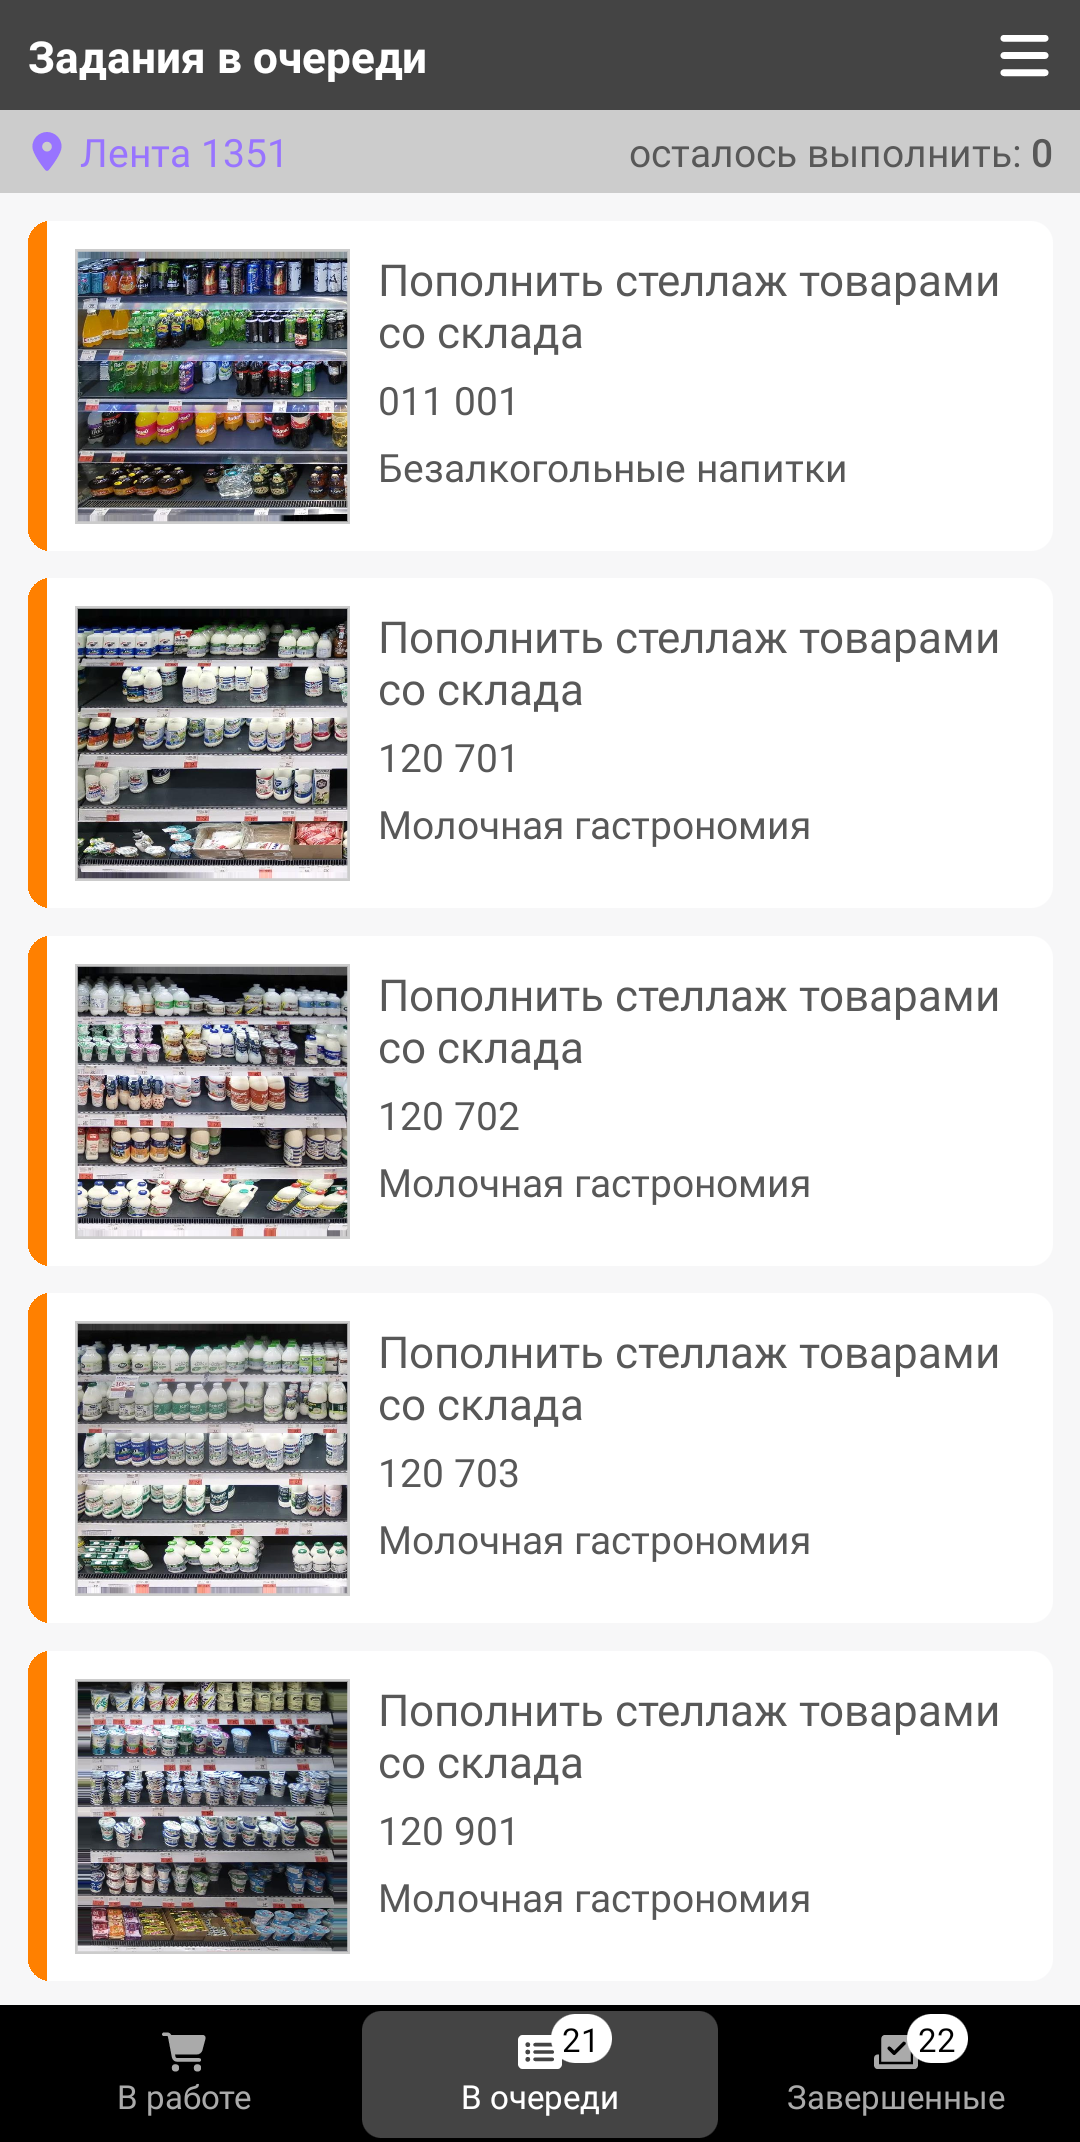 Задания в очереди
Лента 1351
осталось выполнить: 0
Пополнить стеллаж товарами
со склада
011 001
Безалкогольные напитки
Пополнить стеллаж товарами
со склада
120 701
Молочная гастрономия
Пополнить стеллаж товарами
со склада
120 702
Молочная гастрономия
Пополнить стеллаж товарами
со склада
120 703
Молочная гастрономия
Пополнить стеллаж товарами
со склада
120 901
Молочная гастрономия
В работе
21
В очереди
22
Завершенные